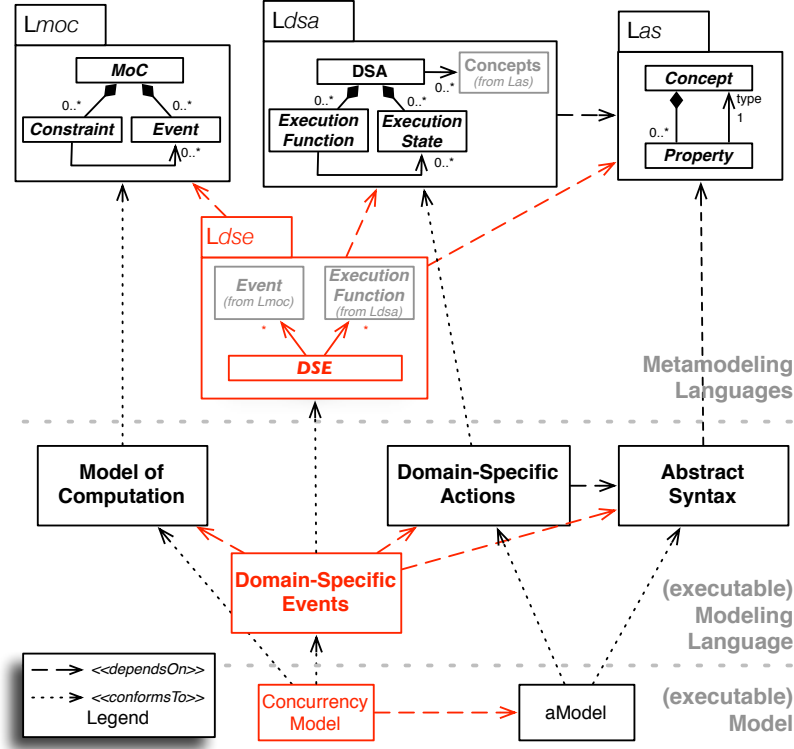 Lmoc
MoC
0..*
0..*
Constraint
Event
0..*
Ldsa
DSA
0..*
Concepts
(from Las)
0..*
0..*
Execution
Function
Execution
State
0..*
Las
Concept
type
1
0..*
Property
Ldse
Event
(from Lmoc)
Execution
Function
(from Ldsa)
*
*
DSE
Metamodeling
Languages
Model of
Computation
Domain-Specific
Actions
Abstract
Syntax
Domain-Specific
Events
(executable)
Modeling
Language
<<dependsOn>>
<<conformsTo>>
Legend
Concurrency
Model
aModel
(executable)
Model